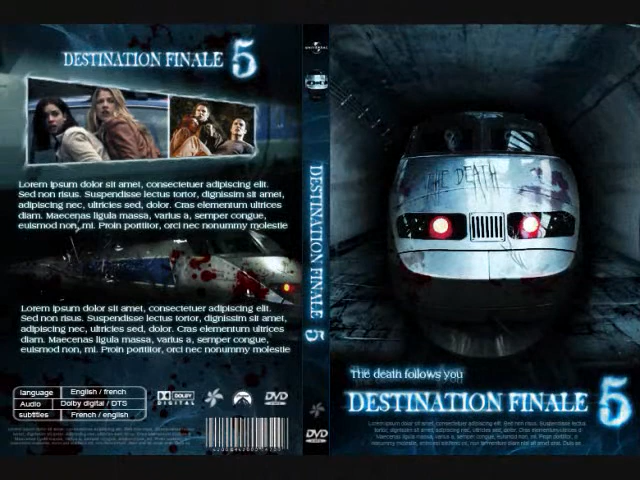 DESTINATION FINALE 5
Lorem ipsum dolor sit amet, consectetuer adipiscing elit.
Sed non risus. Suspendisse lectus tortor, dignissim sit amet,
adipiscing nec, ultricies sed, dolor. Cras elementum ultrices
diam. Maecenas ligula massa, varius a, semper congue,
euismod non, mi. Proin porttitor, orci nec nonummy molestie
Lorem ipsum dolor sit amet, consectetuer adipiscing elit.
Sed non risus. Suspendisse lectus tortor, dignissim sit amet,
adipiscing nec, ultricies sed, dolor. Cras elementum ultrices
diam. Maecenas ligula massa, varius a, semper congue,
euismod non, mi. Proin porttitor, orci nec nonummy molestie
language English / french
Audio Dolby digital / DTS
subtitles French / english
DOLBY
DIGITAL
DVD
UNIVERSAL
DESTINATION FINALE 5
DVD
THE DEATH
The death follows you
DESTINATION FINALE 5